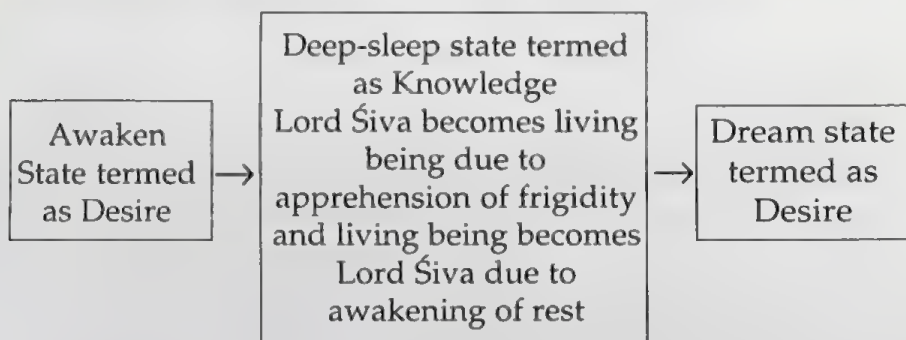 Awaken
State termed
as Desire
Deep-sleep state termed
as Knowledge
Lord Śiva becomes living
being due to
apprehension of frigidity
and living being becomes
Lord Śiva due to
awakening of rest
Dream state
termed as
Desire